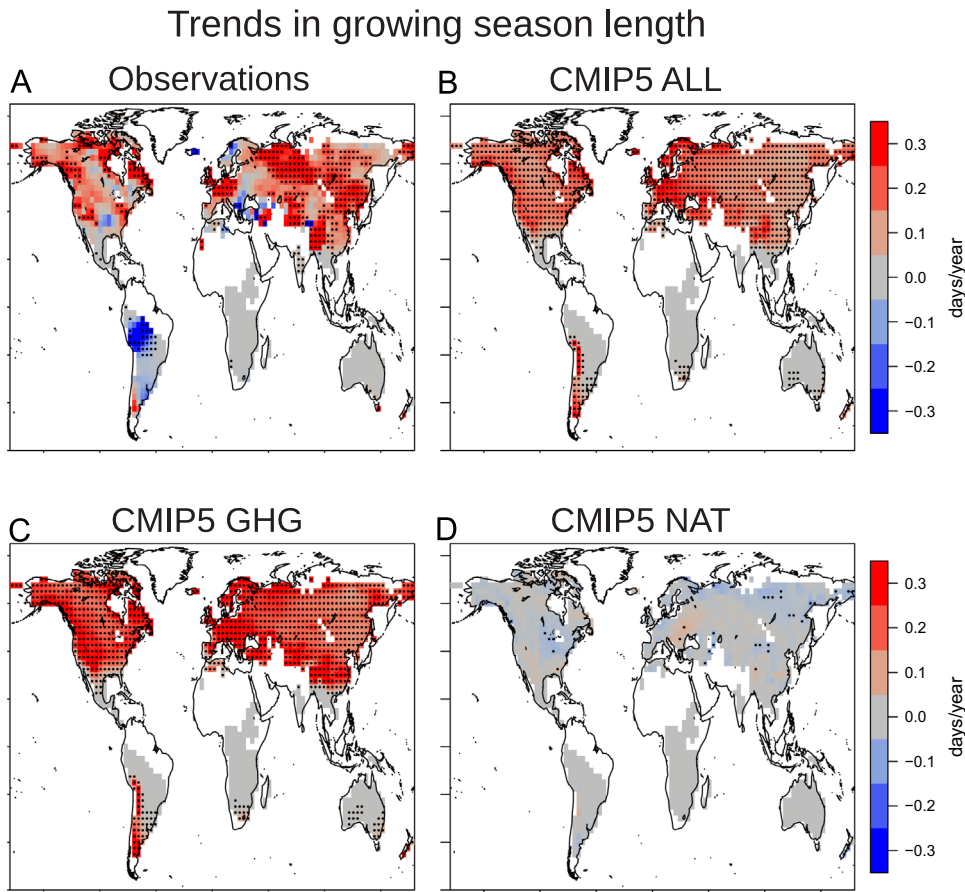 Trends in growing season length
A Observations
B CMIP5 ALL
0.3
0.2
0.1
0.0
−0.1
−0.2
−0.3
days/year
C CMIP5 GHG
D CMIP5 NAT
0.3
0.2
0.1
0.0
−0.1
−0.2
−0.3
days/year